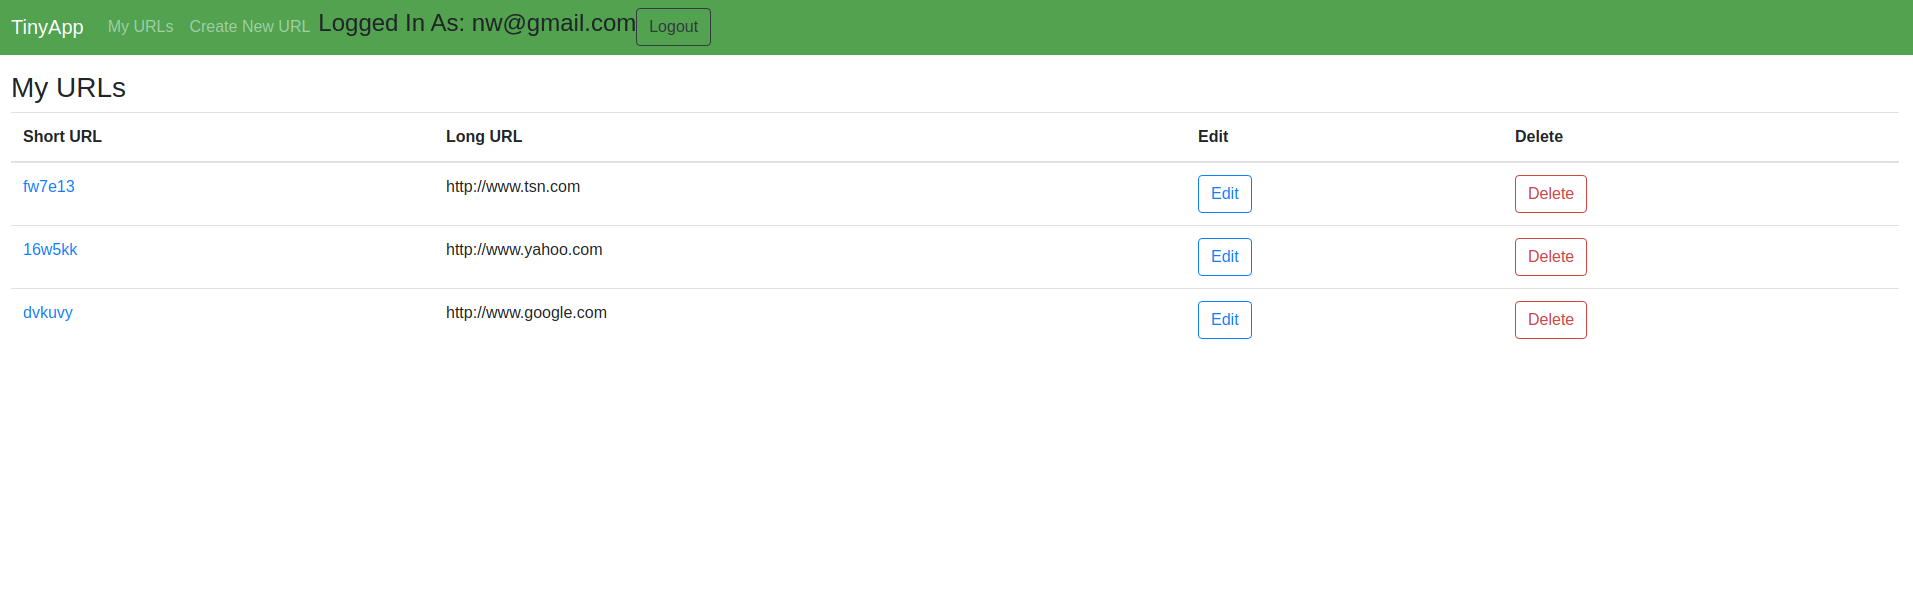 TinyApp My URLs Create New URL Logged In As: nw@gmail.com Logout
My URLs
Short URL Long URL Edit Delete
fw7e13 http://www.tsn.com Edit Delete
16w5kk http://www.yahoo.com Edit Delete
dvkuvy http://www.google.com Edit Delete